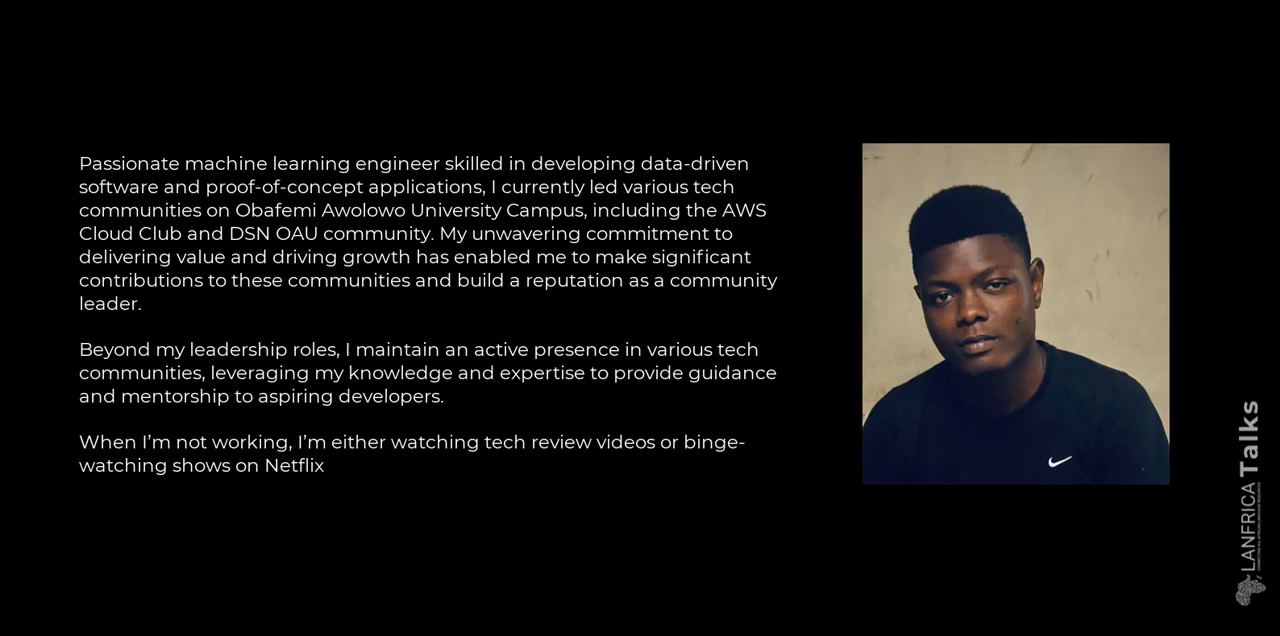 Passionate machine learning engineer skilled in developing data-driven
software and proof-of-concept applications, I currently led various tech
communities on Obafemi Awolowo University Campus, including the AWS
Cloud Club and DSN OAU community. My unwavering commitment to
delivering value and driving growth has enabled me to make significant
contributions to these communities and build a reputation as a community
leader.
Beyond my leadership roles, I maintain an active presence in various tech
communities, leveraging my knowledge and expertise to provide guidance
and mentorship to aspiring developers.
When I’m not working, I’m either watching tech review videos or binge-
watching shows on Netflix
LANFRICA Talks